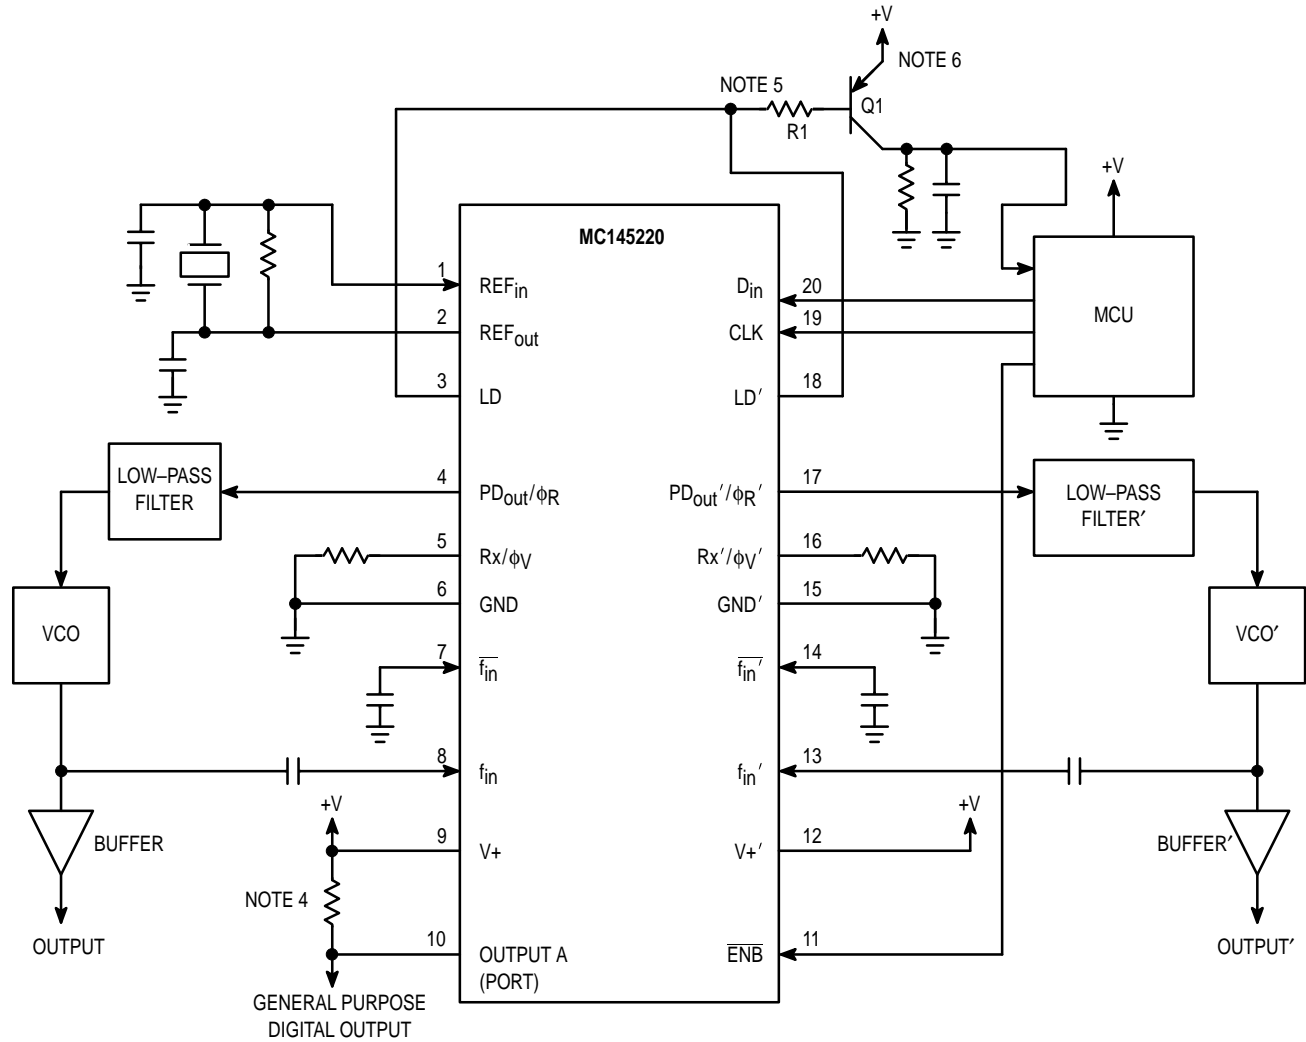 +V
NOTE 6
NOTE 5
Q1
R1
+V
MC145220
1
REFin
Din
20
MCU
2
REFout
CLK
19
3
LD
LD′
18
LOW–PASS
FILTER
4
PDout/ϕR
PDout′/ϕR′
17
LOW–PASS
FILTER′
5
Rx/ϕV
Rx′/ϕV′
16
6
GND
GND′
15
VCO
VCO′
7
fin
fin′
14
8
fin
fin′
13
+V
+V
BUFFER
9
V+
V+′
12
BUFFER′
NOTE 4
OUTPUT
10
OUTPUT A
(PORT)
ENB
11
OUTPUT′
GENERAL PURPOSE
DIGITAL OUTPUT